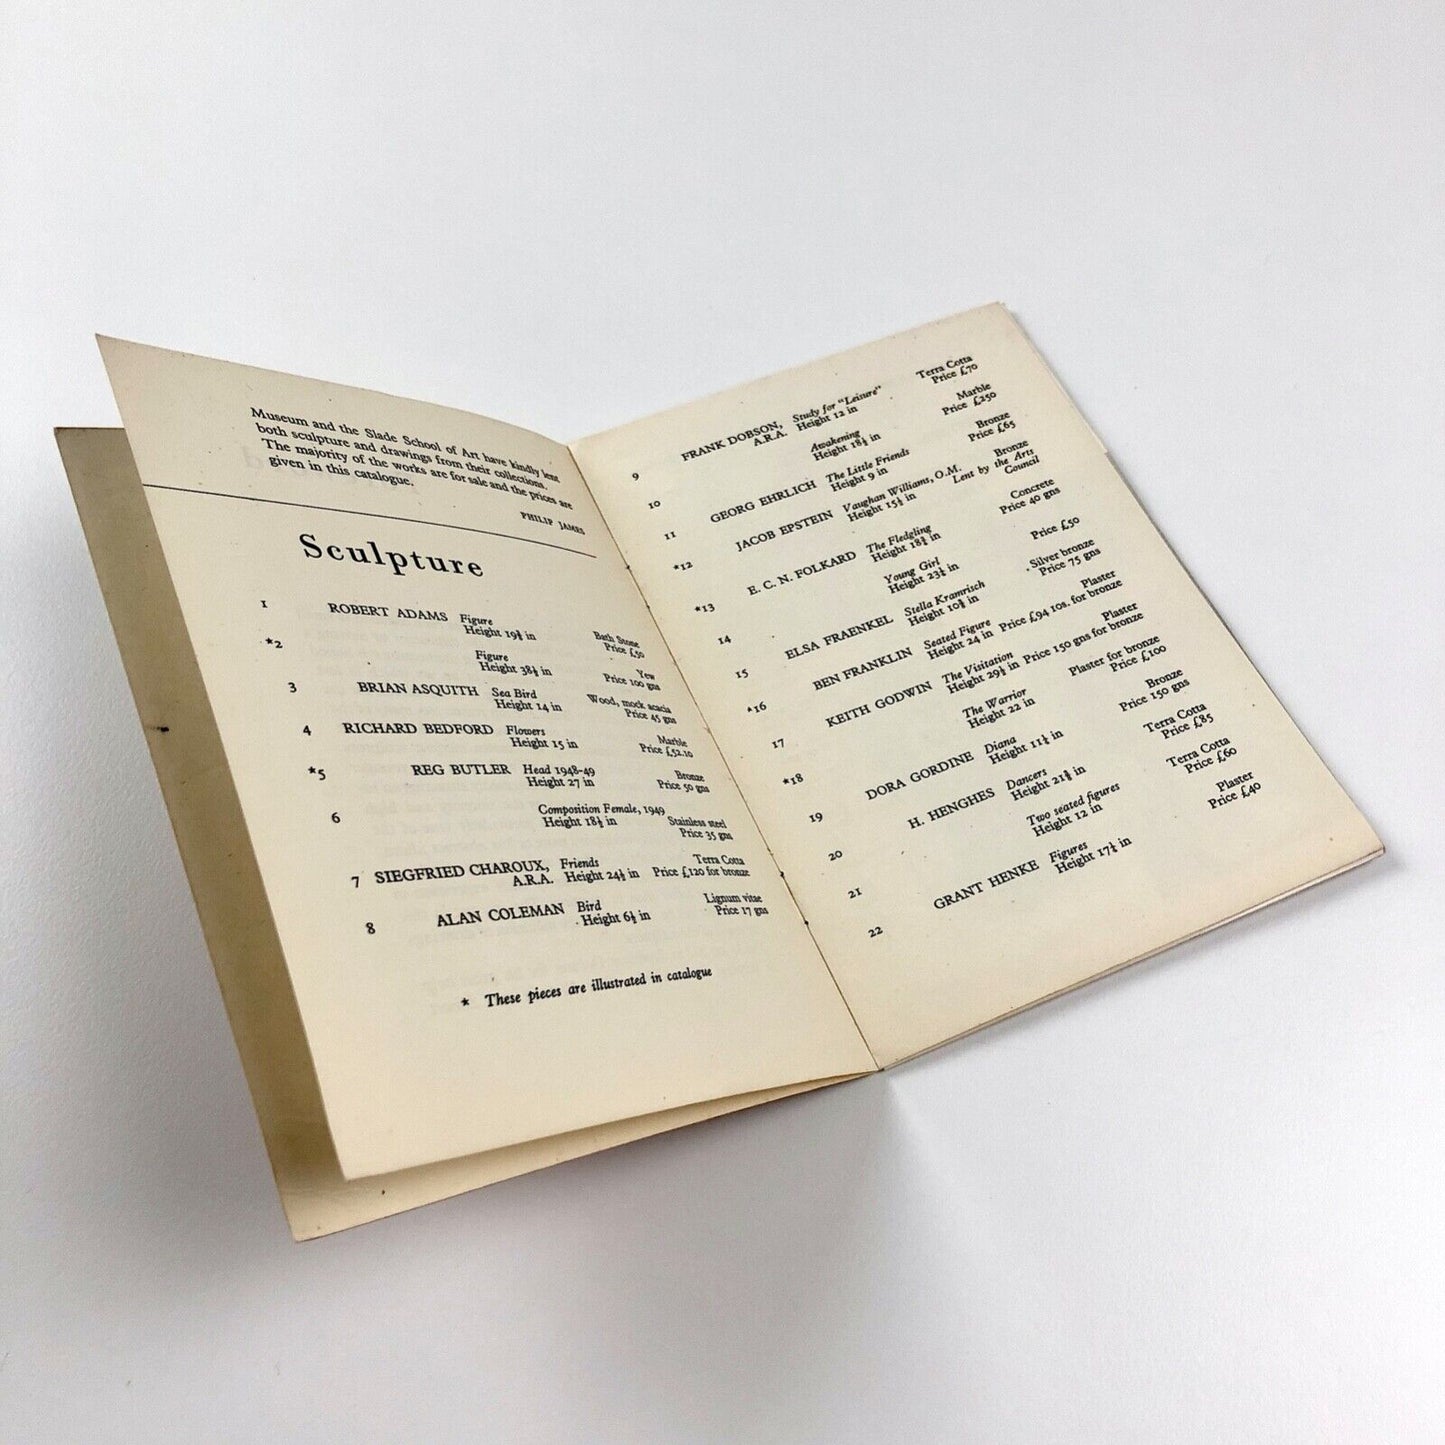 Museum and the Slade School of Art have kindly lent
both sculpture and drawings from their collections.
The majority of the works are for sale and the prices are
given in this catalogue.
PHILIP JAMES
Sculpture
1 ROBERT ADAMS Figure Bath Stone
Height 19½ in Price £50
*2 Figure Yew
Height 38½ in Price 100 gns
3 BRIAN ASQUITH Sea Bird Wood, mock acacia
Height 14 in Price 45 gns
4 RICHARD BEDFORD Flowers Marble
Height 15 in Price £52.10
*5 REG BUTLER Head 1948-49 Bronze
Height 27 in Price 50 gns
6 Composition Female, 1949 Stainless steel
Height 18½ in Price 35 gns
7 SIEGFRIED CHAROUX, Friends Terra Cotta
A.R.A. Height 24½ in Price £120 for bronze
8 ALAN COLEMAN Bird Lignum vitae
Height 6½ in Price 17 gns
* These pieces are illustrated in catalogue
9 FRANK DOBSON, Study for "Leisure" Terra Cotta
A.R.A. Height 12 in Price £70
10 Awakening Marble
Height 18½ in Price £250
11 GEORG EHRLICH The Little Friends Bronze
Height 9 in Price £65
*12 JACOB EPSTEIN Vaughan Williams, O.M. Bronze
Height 15½ in Lent by the Arts
Council
*13 E. C. N. FOLKARD The Fledgling Concrete
Height 18¾ in Price 40 gns
14 Young Girl Price £50
Height 23½ in
15 ELSA FRAENKEL Stella Kramrisch Silver bronze
Height 10¾ in Price 75 gns
*16 BEN FRANKLIN Seated Figure Plaster
Height 24 in Price £94 10s. for bronze
17 KEITH GODWIN The Visitation Plaster
Height 29½ in Price 150 gns for bronze
*18 The Warrior Plaster for bronze
Height 22 in Price £100
19 DORA GORDINE Diana Bronze
Height 11½ in Price 150 gns
20 H. HENGHES Dancers Terra Cotta
Height 21¾ in Price £85
21 Two seated figures Terra Cotta
Height 12 in Price £60
22 GRANT HENKE Figures Plaster
Height 17½ in Price £40